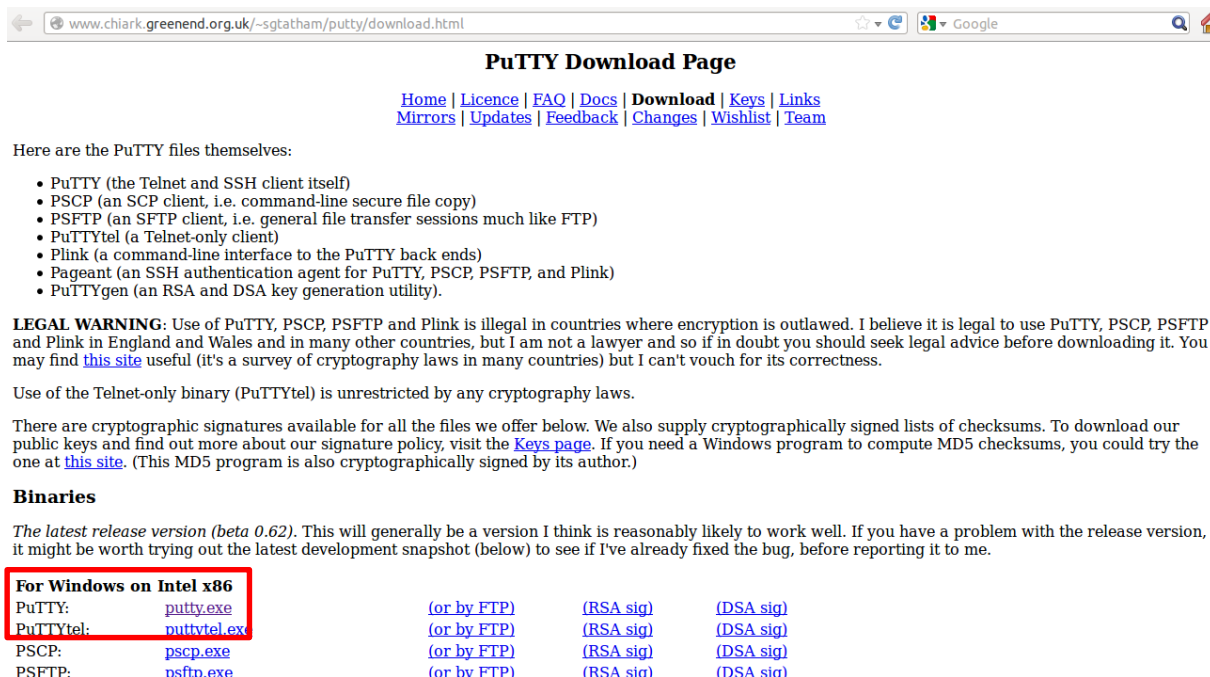 www.chiark.greenend.org.uk/~sgtatham/putty/download.html Google
PuTTY Download Page
Home | Licence | FAQ | Docs | Download | Keys | Links
Mirrors | Updates | Feedback | Changes | Wishlist | Team
Here are the PuTTY files themselves:
• PuTTY (the Telnet and SSH client itself)
• PSCP (an SCP client, i.e. command-line secure file copy)
• PSFTP (an SFTP client, i.e. general file transfer sessions much like FTP)
• PuTTYtel (a Telnet-only client)
• Plink (a command-line interface to the PuTTY back ends)
• Pageant (an SSH authentication agent for PuTTY, PSCP, PSFTP, and Plink)
• PuTTYgen (an RSA and DSA key generation utility).
LEGAL WARNING: Use of PuTTY, PSCP, PSFTP and Plink is illegal in countries where encryption is outlawed. I believe it is legal to use PuTTY, PSCP, PSFTP
and Plink in England and Wales and in many other countries, but I am not a lawyer and so if in doubt you should seek legal advice before downloading it. You
may find this site useful (it's a survey of cryptography laws in many countries) but I can't vouch for its correctness.
Use of the Telnet-only binary (PuTTYtel) is unrestricted by any cryptography laws.
There are cryptographic signatures available for all the files we offer below. We also supply cryptographically signed lists of checksums. To download our
public keys and find out more about our signature policy, visit the Keys page. If you need a Windows program to compute MD5 checksums, you could try the
one at this site. (This MD5 program is also cryptographically signed by its author.)
Binaries
The latest release version (beta 0.62). This will generally be a version I think is reasonably likely to work well. If you have a problem with the release version,
it might be worth trying out the latest development snapshot (below) to see if I've already fixed the bug, before reporting it to me.
For Windows on Intel x86
PuTTY: putty.exe (or by FTP) (RSA sig) (DSA sig)
PuTTYtel: puttytel.exe (or by FTP) (RSA sig) (DSA sig)
PSCP: pscp.exe (or by FTP) (RSA sig) (DSA sig)
PSFTP: psftp.exe (or by FTP) (RSA sig) (DSA sig)